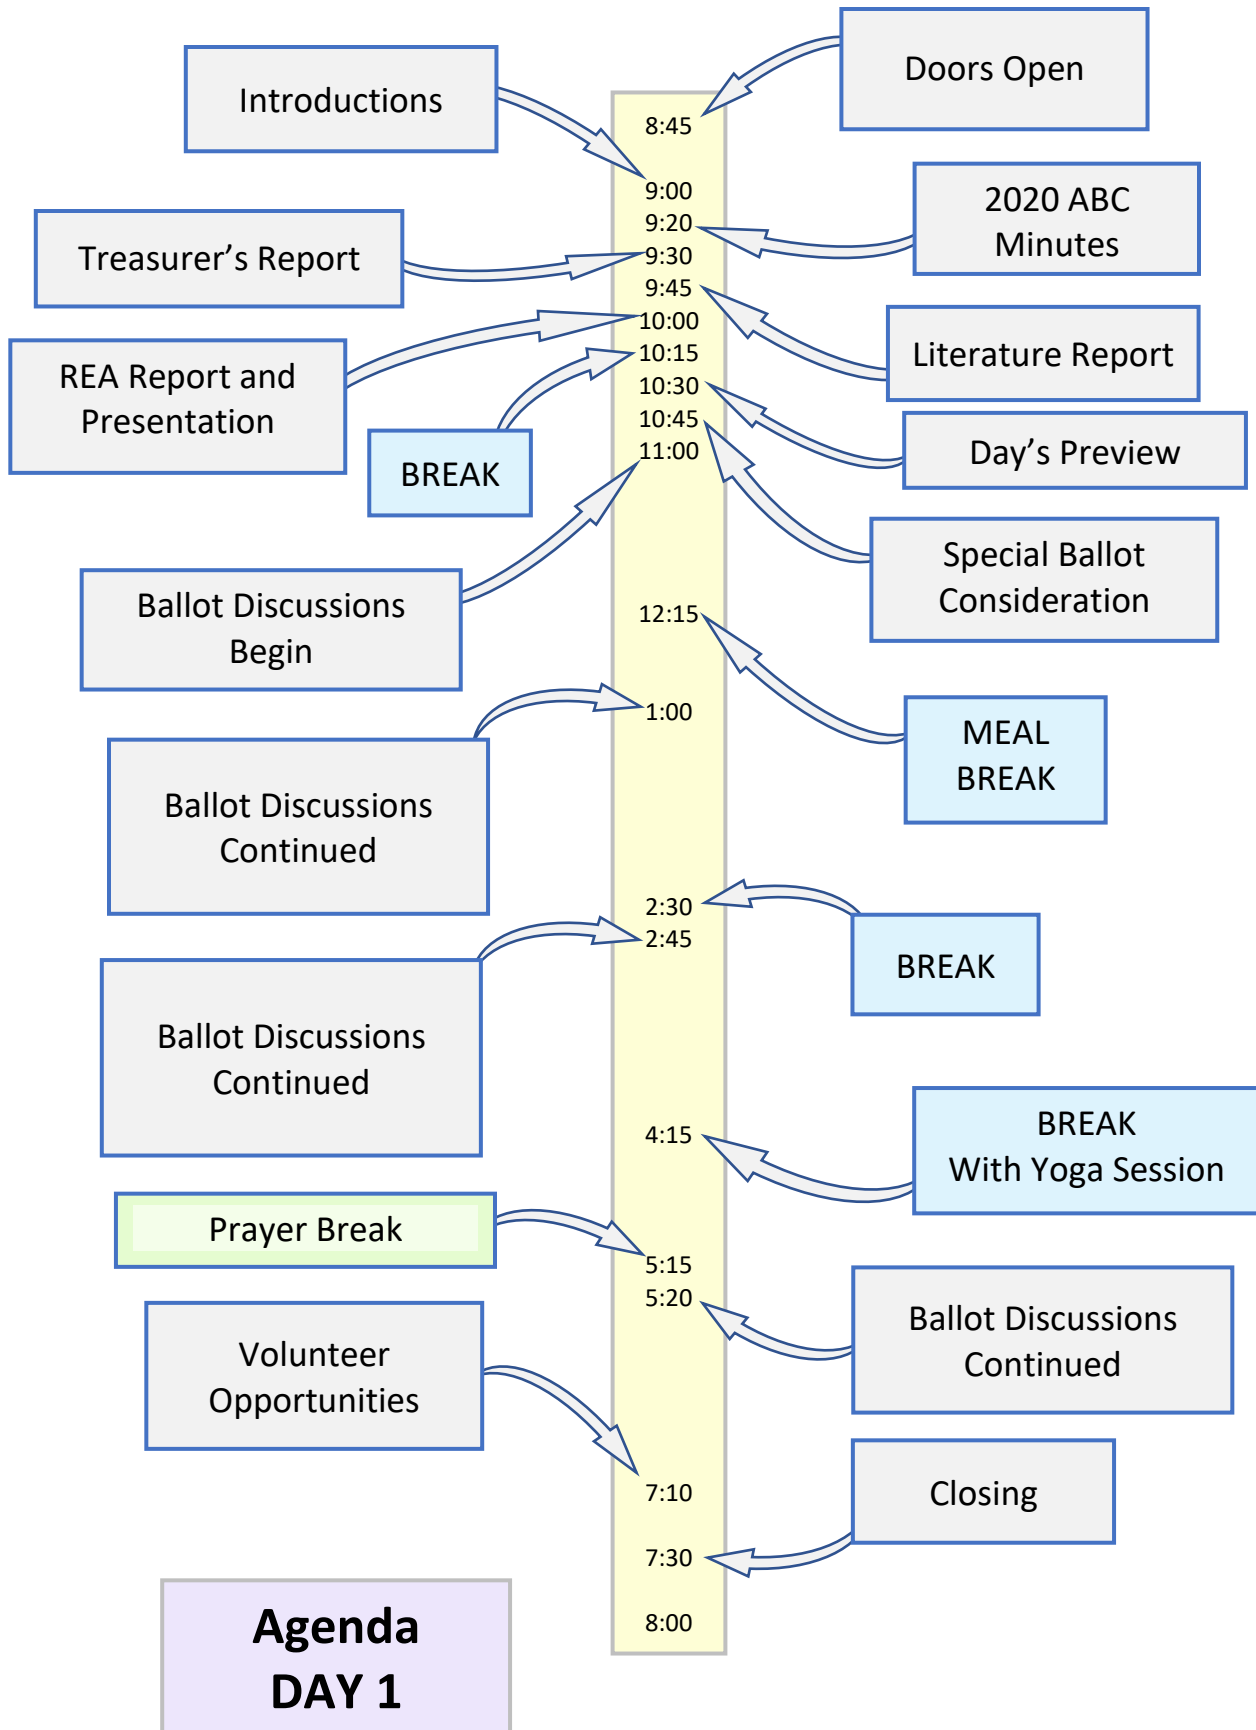 Doors Open
Introductions
8:45
9:00
2020 ABC
Minutes
9:20
Treasurer’s Report
9:30
9:45
Literature Report
10:00
REA Report and
Presentation
10:15
BREAK
10:30
Day’s Preview
10:45
Special Ballot
Consideration
11:00
Ballot Discussions
Begin
12:15
MEAL
BREAK
1:00
Ballot Discussions
Continued
2:30
BREAK
2:45
Ballot Discussions
Continued
4:15
BREAK
With Yoga Session
Prayer Break
5:15
5:20
Ballot Discussions
Continued
Volunteer
Opportunities
7:10
Closing
7:30
8:00
Agenda
DAY 1